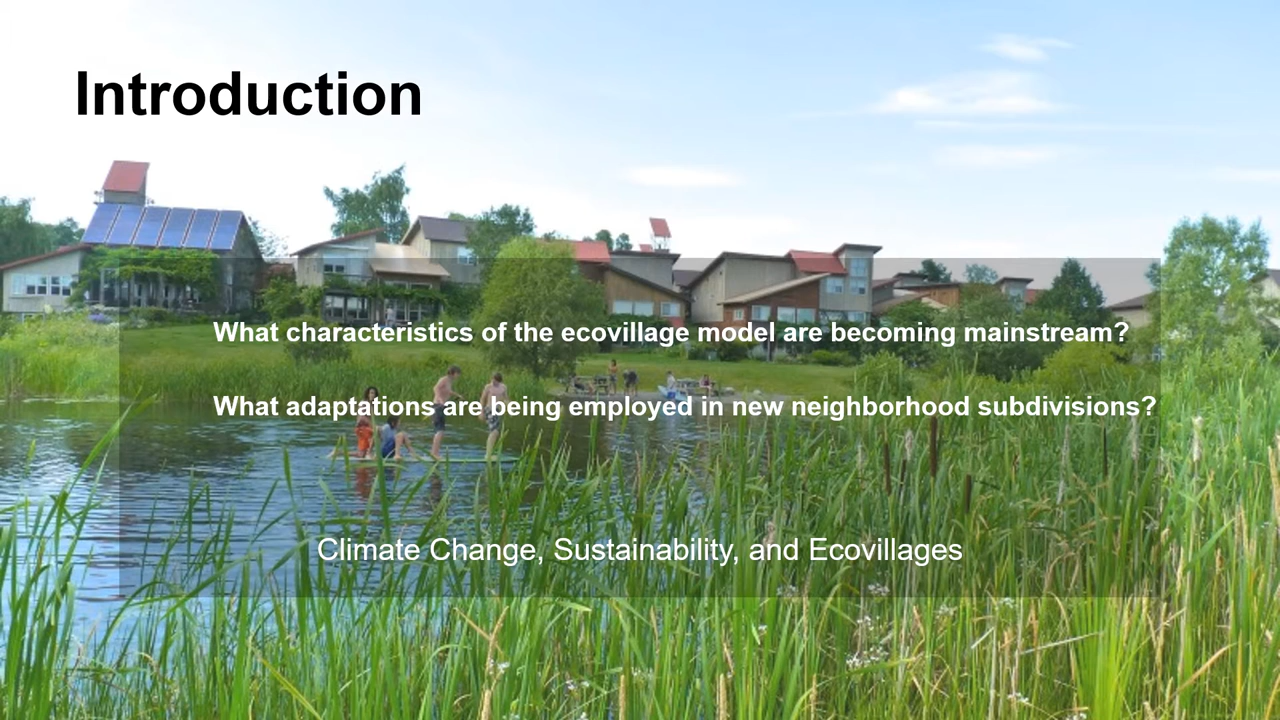 Introduction
What characteristics of the ecovillage model are becoming mainstream?
What adaptations are being employed in new neighborhood subdivisions?
Climate Change, Sustainability, and Ecovillages